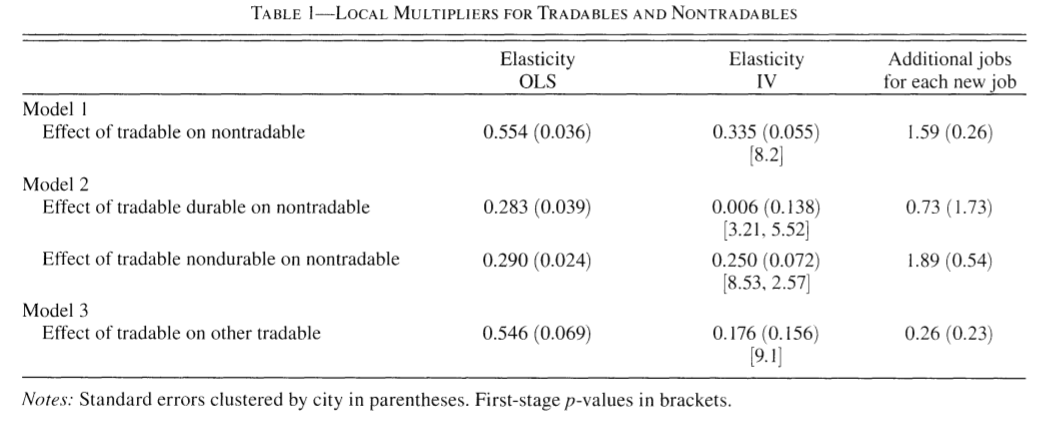 TABLE 1—LOCAL MULTIPLIERS FOR TRADABLES AND NONTRADABLES
Elasticity OLS Elasticity IV Additional jobs for each new job
Model 1
Effect of tradable on nontradable 0.554 (0.036) 0.335 (0.055) 1.59 (0.26)
[8.2]
Model 2
Effect of tradable durable on nontradable 0.283 (0.039) 0.006 (0.138) 0.73 (1.73)
[3.21, 5.52]
Effect of tradable nondurable on nontradable 0.290 (0.024) 0.250 (0.072) 1.89 (0.54)
[8.53, 2.57]
Model 3
Effect of tradable on other tradable 0.546 (0.069) 0.176 (0.156) 0.26 (0.23)
[9.1]
Notes: Standard errors clustered by city in parentheses. First-stage p-values in brackets.